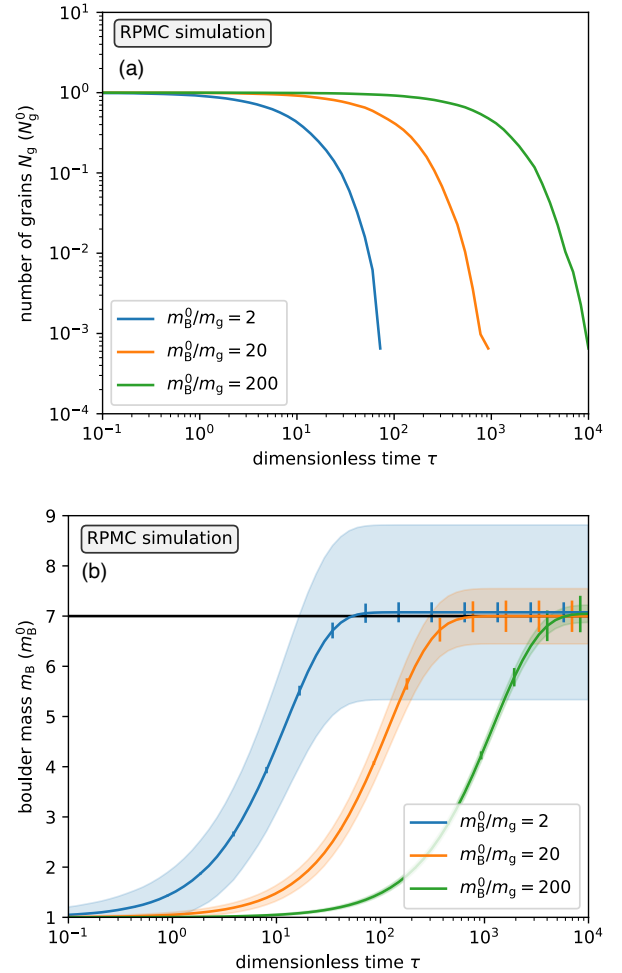 RPMC simulation
(a)
number of grains N_g (N_g^0)
10^1
10^0
10^-1
10^-2
10^-3
10^-4
m_B^0/m_g = 2
m_B^0/m_g = 20
m_B^0/m_g = 200
10^-1 10^0 10^1 10^2 10^3 10^4
dimensionless time τ
RPMC simulation
(b)
boulder mass m_B (m_B^0)
9
8
7
6
5
4
3
2
1
m_B^0/m_g = 2
m_B^0/m_g = 20
m_B^0/m_g = 200
10^-1 10^0 10^1 10^2 10^3 10^4
dimensionless time τ